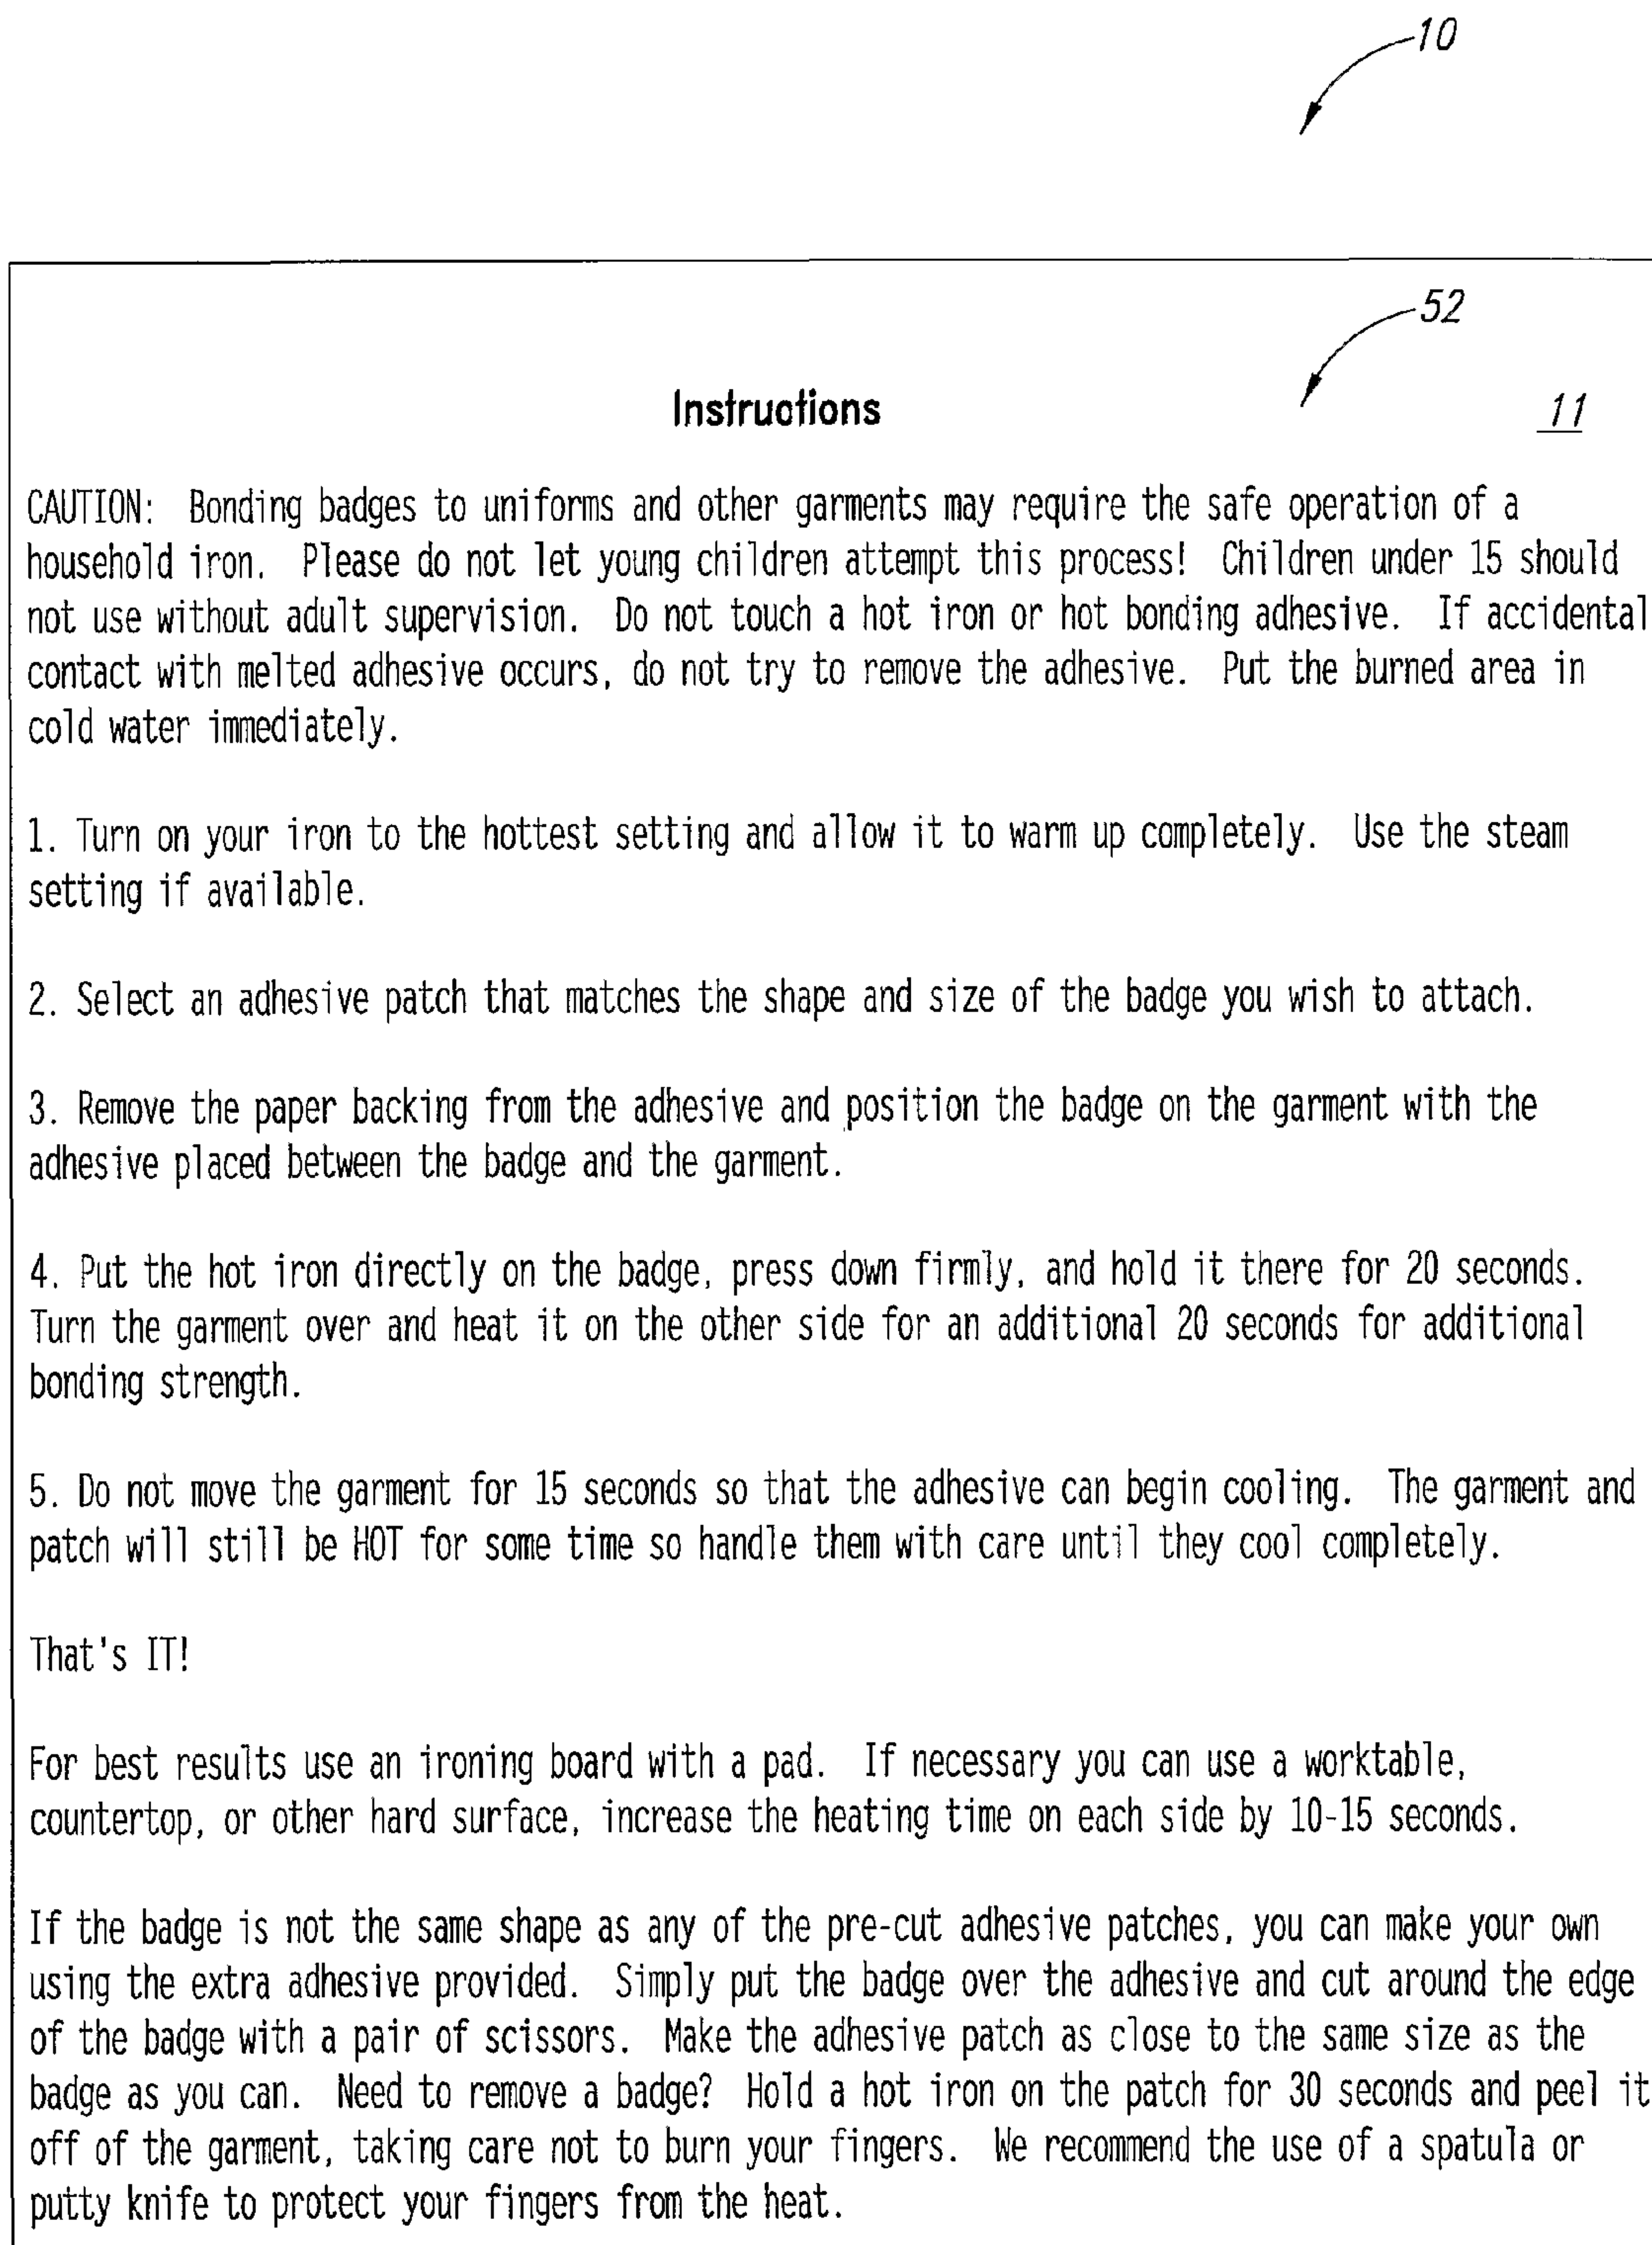 10
52
Instructions
11
CAUTION: Bonding badges to uniforms and other garments may require the safe operation of a
household iron. Please do not let young children attempt this process! Children under 15 should
not use without adult supervision. Do not touch a hot iron or hot bonding adhesive. If accidental
contact with melted adhesive occurs, do not try to remove the adhesive. Put the burned area in
cold water immediately.
1. Turn on your iron to the hottest setting and allow it to warm up completely. Use the steam
setting if available.
2. Select an adhesive patch that matches the shape and size of the badge you wish to attach.
3. Remove the paper backing from the adhesive and position the badge on the garment with the
adhesive placed between the badge and the garment.
4. Put the hot iron directly on the badge, press down firmly, and hold it there for 20 seconds.
Turn the garment over and heat it on the other side for an additional 20 seconds for additional
bonding strength.
5. Do not move the garment for 15 seconds so that the adhesive can begin cooling. The garment and
patch will still be HOT for some time so handle them with care until they cool completely.
That's IT!
For best results use an ironing board with a pad. If necessary you can use a worktable,
countertop, or other hard surface, increase the heating time on each side by 10-15 seconds.
If the badge is not the same shape as any of the pre-cut adhesive patches, you can make your own
using the extra adhesive provided. Simply put the badge over the adhesive and cut around the edge
of the badge with a pair of scissors. Make the adhesive patch as close to the same size as the
badge as you can. Need to remove a badge? Hold a hot iron on the patch for 30 seconds and peel it
off of the garment, taking care not to burn your fingers. We recommend the use of a spatula or
putty knife to protect your fingers from the heat.